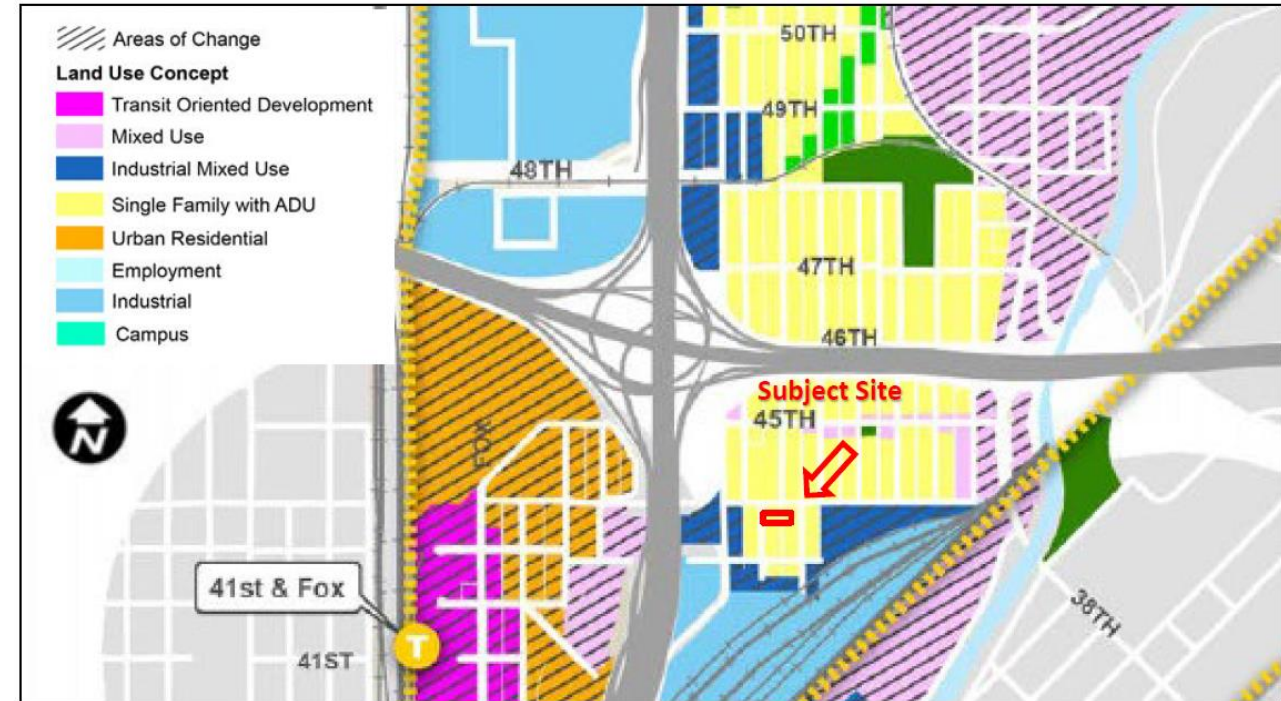 Areas of Change
Land Use Concept
Transit Oriented Development
Mixed Use
Industrial Mixed Use
Single Family with ADU
Urban Residential
Employment
Industrial
Campus
N
50TH
49TH
48TH
47TH
46TH
Subject Site
45TH
FOX
41st & Fox
T
41ST
38TH